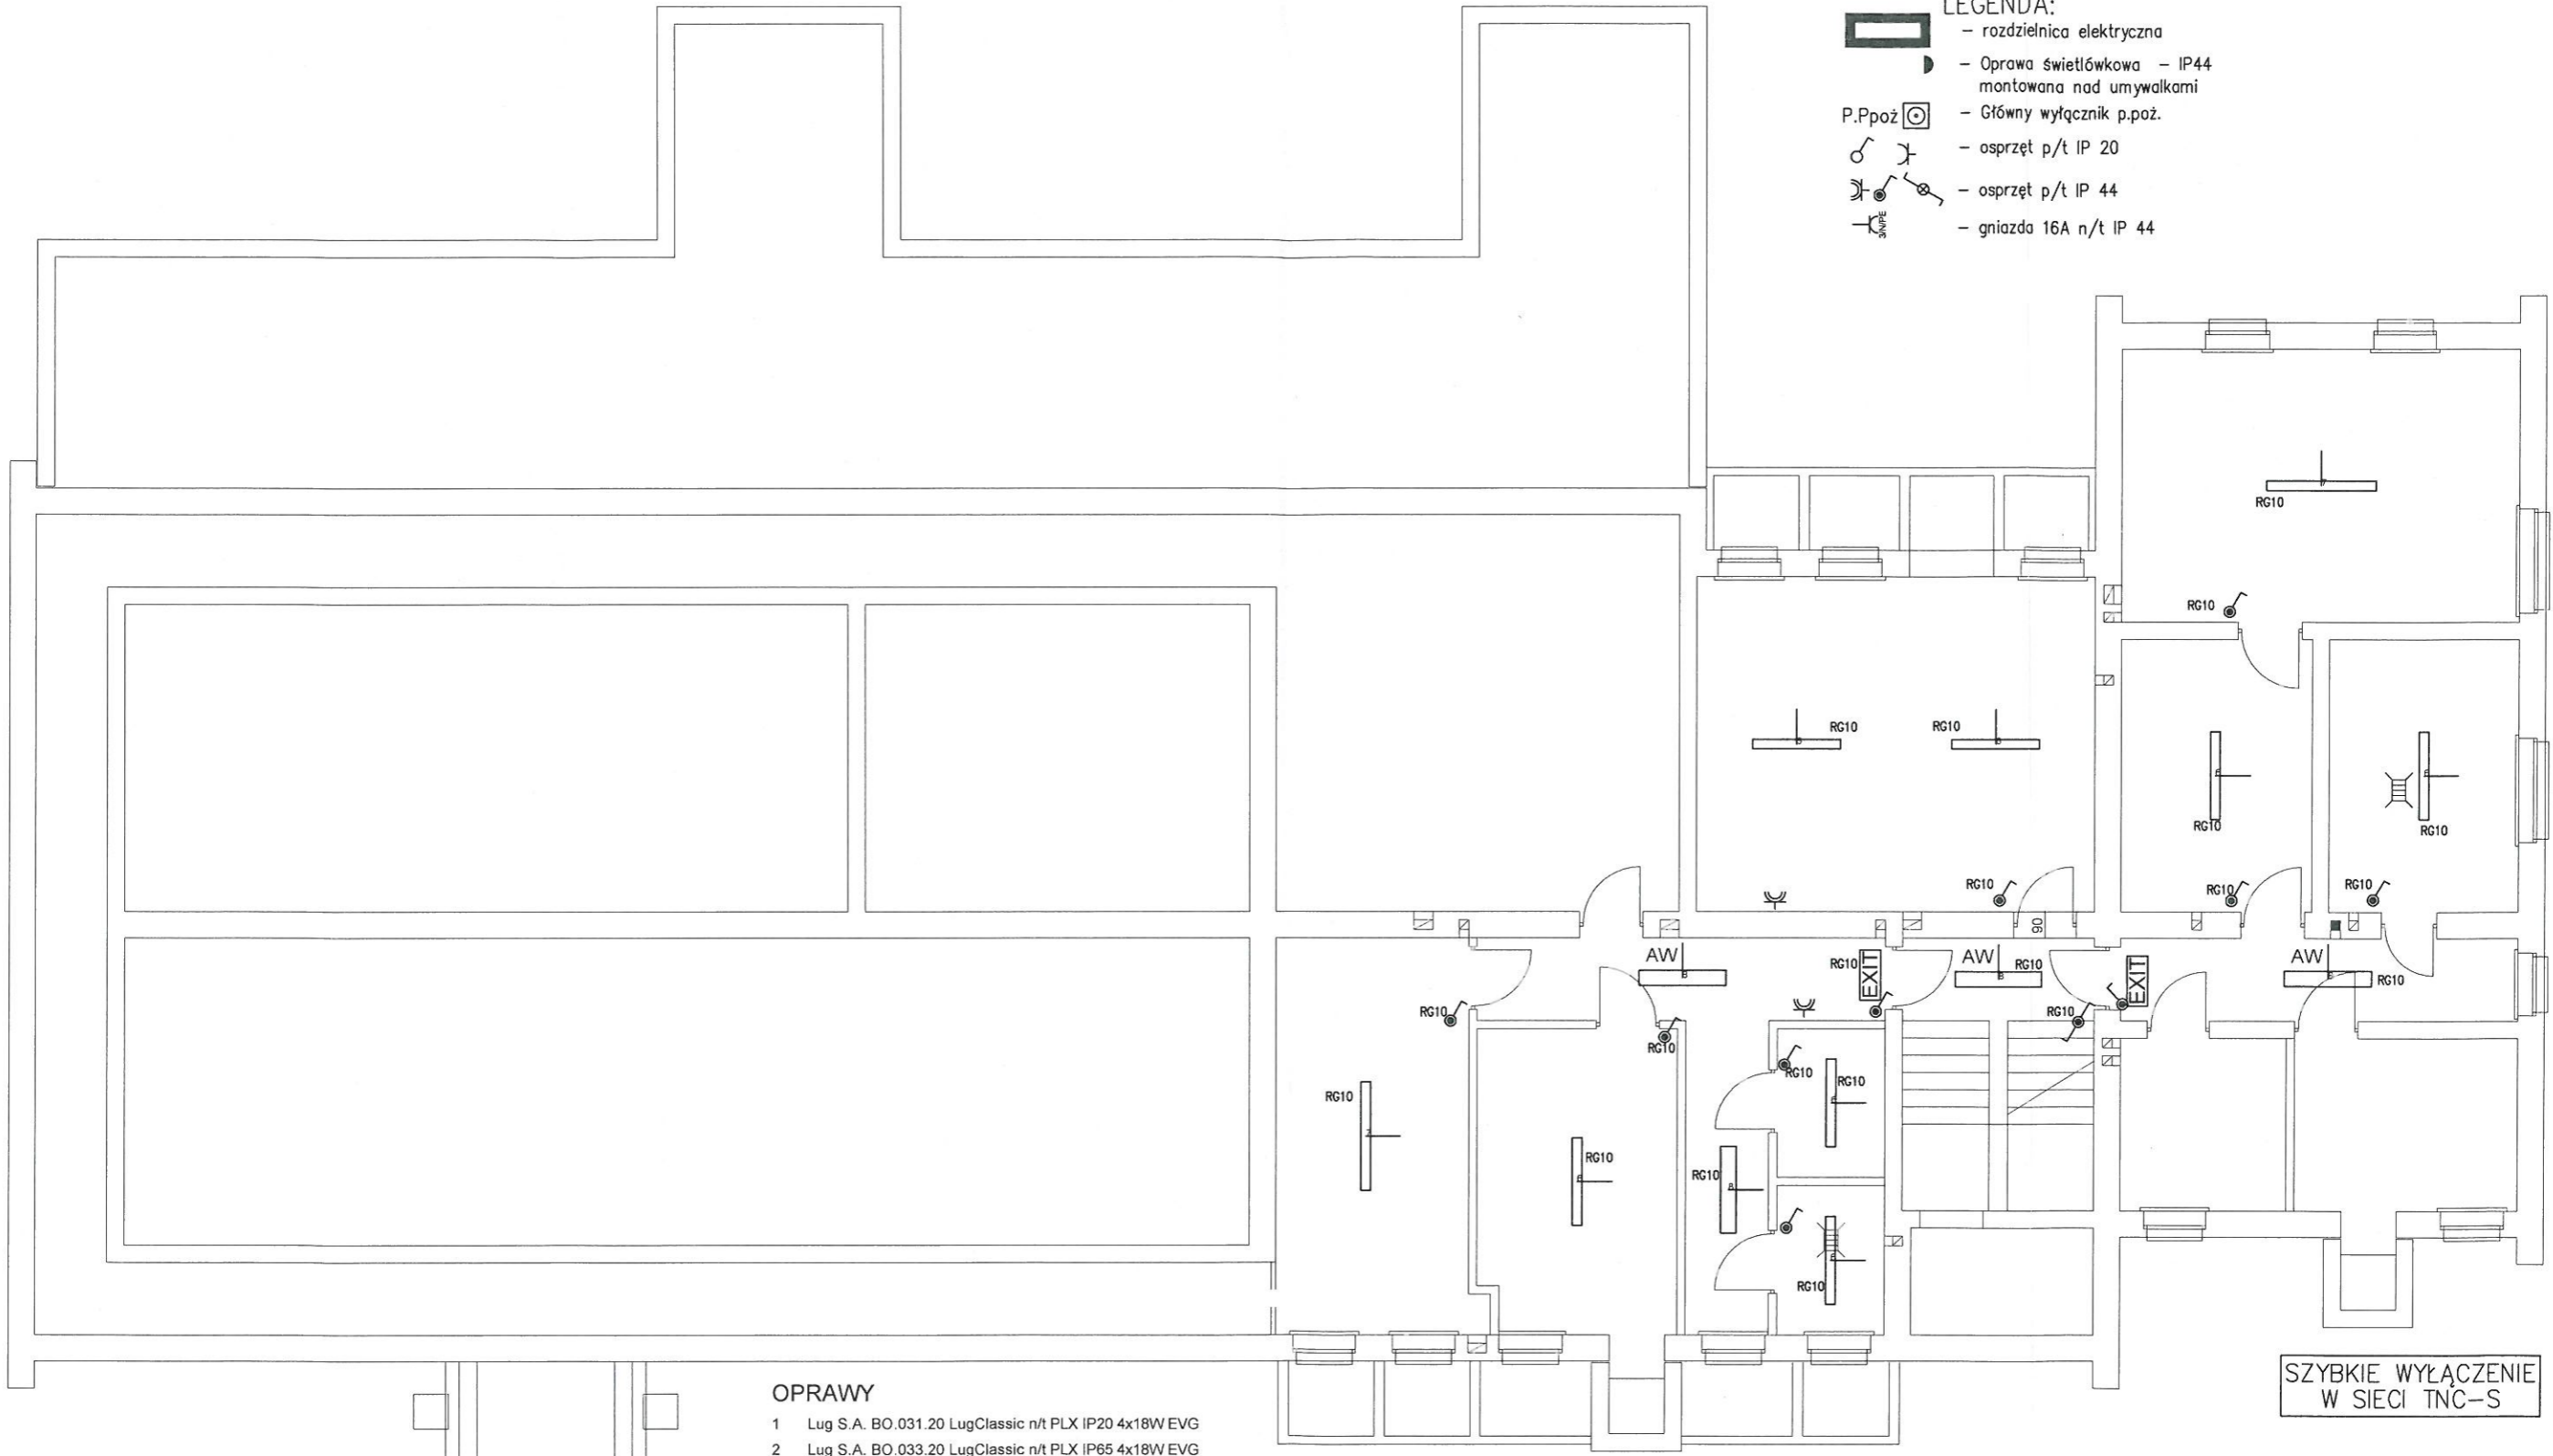 LEGENDA:
– rozdzielnica elektryczna
– Oprawa świetlówkowa – IP44
montowana nad umywalkami
P.Ppoż – Główny wyłącznik p.poż.
– osprzęt p/t IP 20
– osprzęt p/t IP 44
3/N/PE – gniazda 16A n/t IP 44
7
RG10
RG10
RG10 RG10
RG10
RG10
RG10
RG10
RG10
RG10
90
AW
RG10
EXIT
AW
RG10
EXIT
AW
RG10
RG10
RG10
RG10
RG10
RG10
RG10
RG10
RG10
RG10
8
RG10
SZYBKIE WYŁĄCZENIE
W SIECI TNC–S
OPRAWY
1 Lug S.A. BO.031.20 LugClassic n/t PLX IP20 4x18W EVG
2 Lug S.A. BO.033.20 LugClassic n/t PLX IP65 4x18W EVG